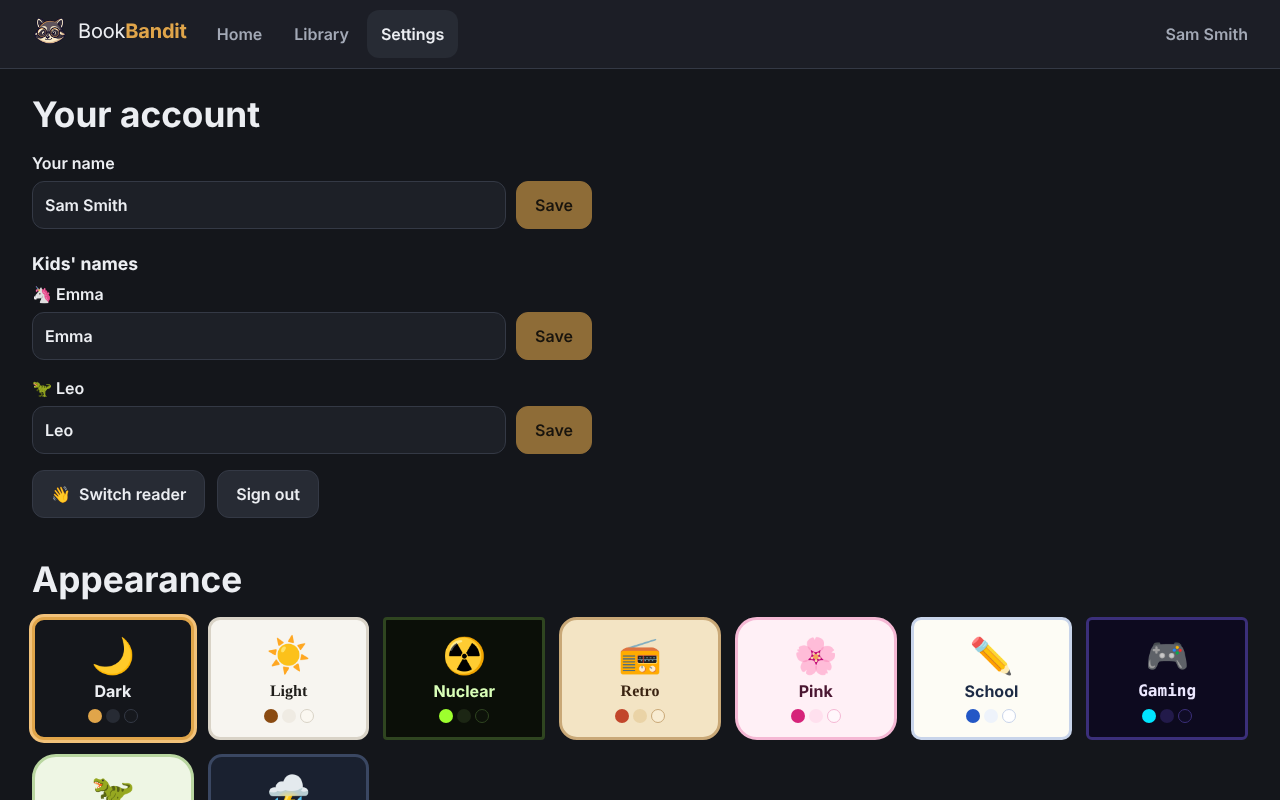 BookBandit
Home
Library
Settings
Sam Smith
Your account
Your name
Sam Smith
Save
Kids' names
Emma
Emma
Save
Leo
Leo
Save
Switch reader
Sign out
Appearance
Dark
Light
Nuclear
Retro
Pink
School
Gaming